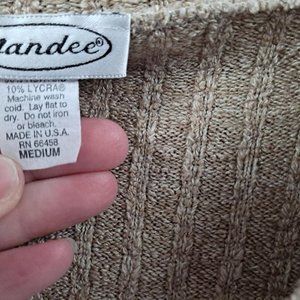 Mandee
10% LYCRA®
Machine wash
cold. Lay flat to
dry. Do not iron
or bleach.
MADE IN U.S.A.
RN 66458
MEDIUM